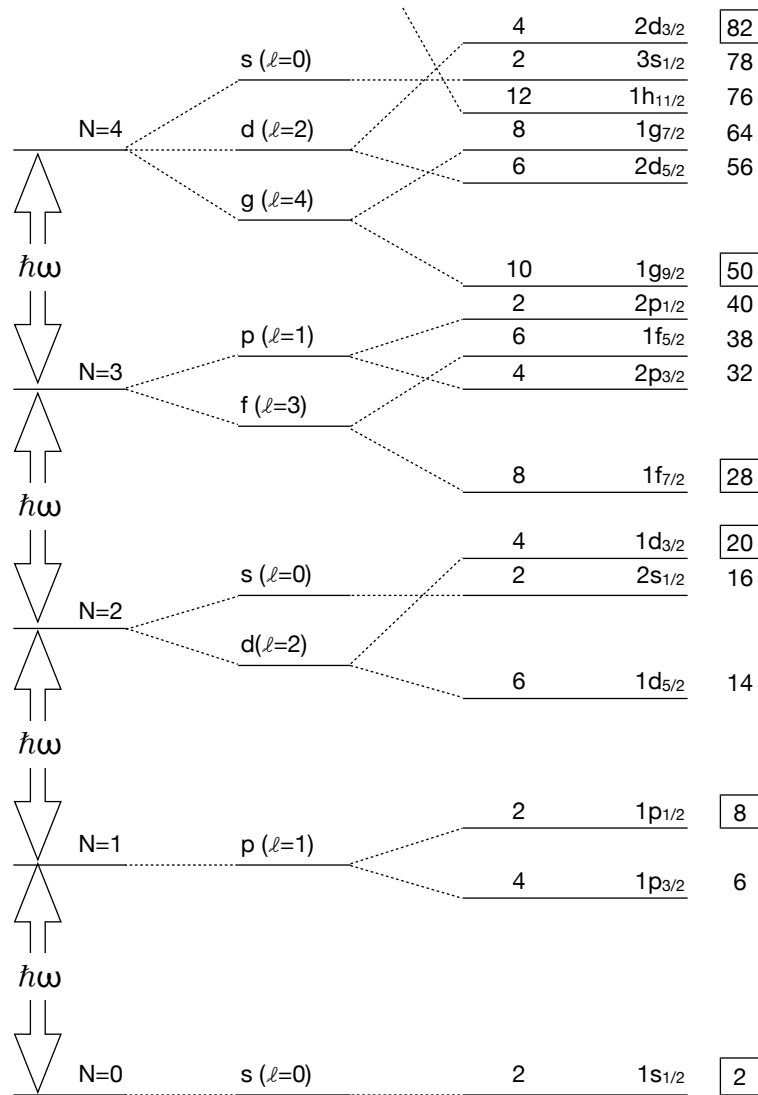 4 2d3/2 82
s (ℓ=0) 2 3s1/2 78
12 1h11/2 76
N=4 d (ℓ=2) 8 1g7/2 64
6 2d5/2 56
g (ℓ=4)
ħω 10 1g9/2 50
2 2p1/2 40
p (ℓ=1) 6 1f5/2 38
N=3 4 2p3/2 32
f (ℓ=3)
8 1f7/2 28
ħω
4 1d3/2 20
s (ℓ=0) 2 2s1/2 16
N=2
d(ℓ=2)
6 1d5/2 14
ħω
2 1p1/2 8
N=1 p (ℓ=1)
4 1p3/2 6
ħω
N=0 s (ℓ=0) 2 1s1/2 2